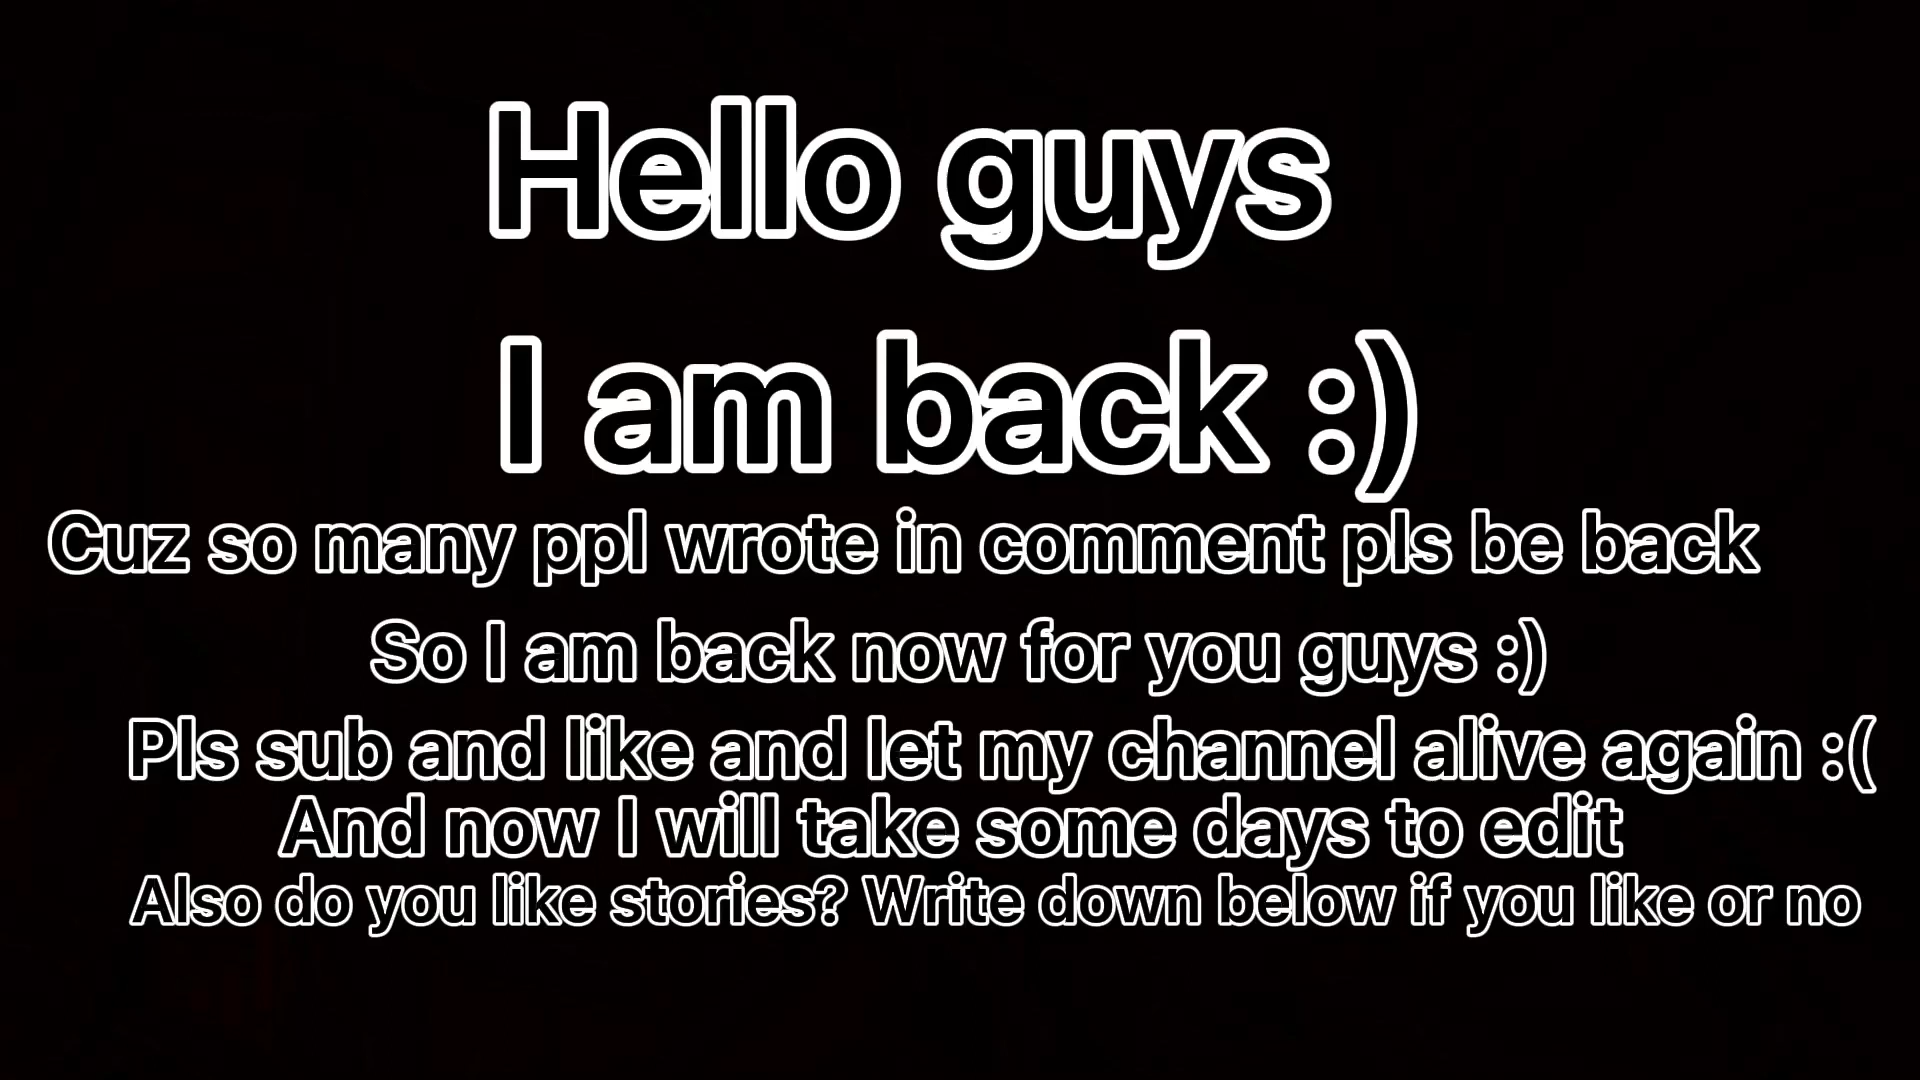 Hello guys
I am back :)
Cuz so many ppl wrote in comment pls be back
So I am back now for you guys :)
Pls sub and like and let my channel alive again :(
And now I will take some days to edit
Also do you like stories? Write down below if you like or no